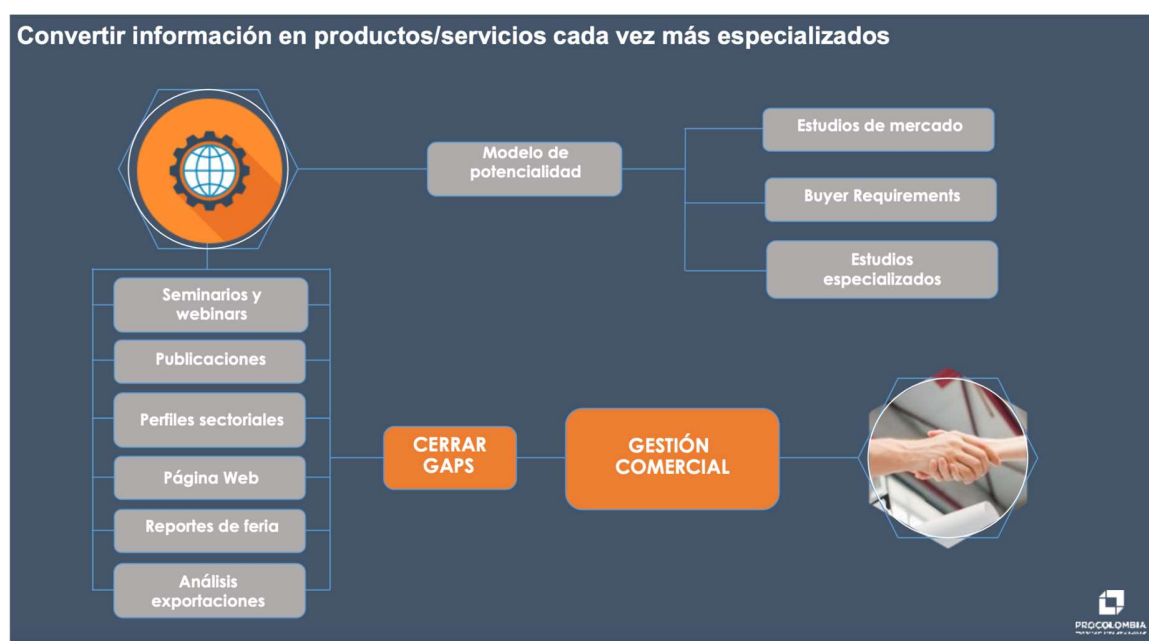 Convertir información en productos/servicios cada vez más especializados
Modelo de
potencialidad
Estudios de mercado
Buyer Requirements
Estudios
especializados
Seminarios y
webinars
Publicaciones
Perfiles sectoriales
Página Web
Reportes de feria
Análisis
exportaciones
CERRAR
GAPS
GESTIÓN
COMERCIAL
PROCOLOMBIA